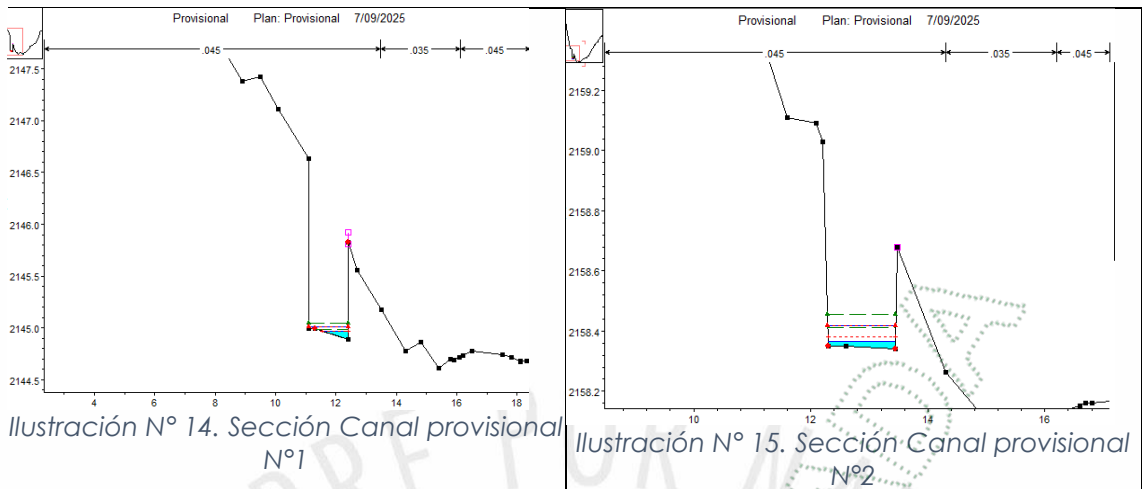 Provisional Plan: Provisional 7/09/2025
.045 .035 .045
2147.5
2147.0
2146.5
2146.0
2145.5
2145.0
2144.5
4 6 8 10 12 14 16 18
Ilustración N° 14. Sección Canal provisional
N°1
Provisional Plan: Provisional 7/09/2025
.045 .035 .045
2159.2
2159.0
2158.8
2158.6
2158.4
2158.2
10 12 14 16
Ilustración N° 15. Sección Canal provisional
N°2